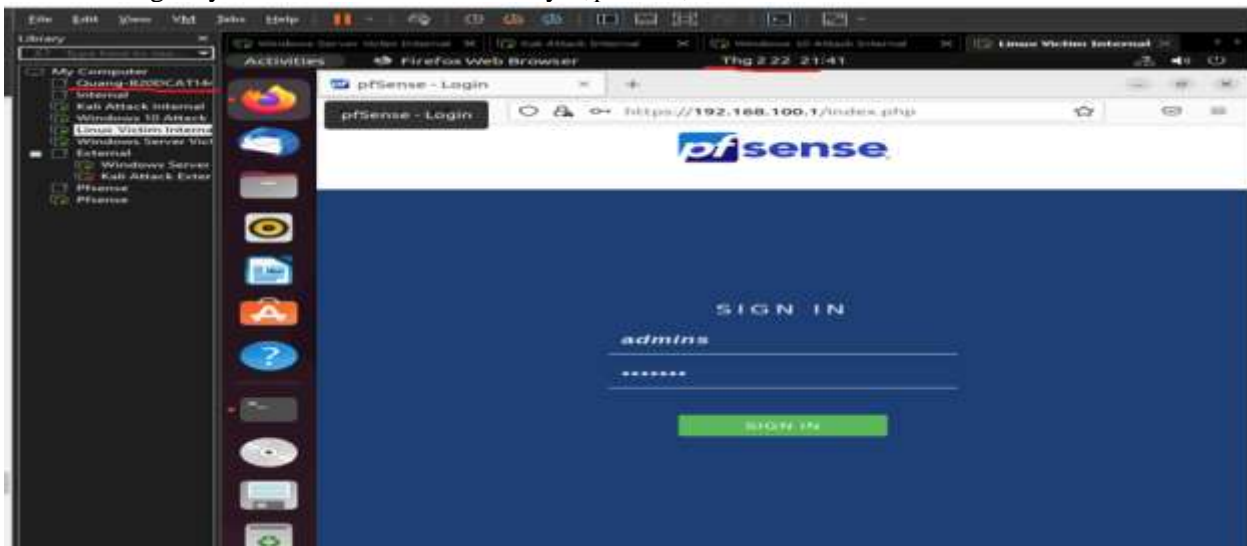 File Edit View VM Tabs Help
Library
Windows Server Victim Internal
Kali Attack Internal
Windows 10 Attack Internal
Linux Victim Internal
Activities
Firefox Web Browser
Thg 2 22 21:41
My Computer
Quang-B20DCAT14
Internal
Kali Attack Internal
Windows 10 Attack
Linux Victim Interna
Windows Server Vict
External
Windows Server
Kali Attack Exter
Pfsense
Pfsense
pfSense - Login
pfSense - Login
https://192.168.100.1/index.php
pfsense
SIGN IN
admins
•••••••
SIGN IN